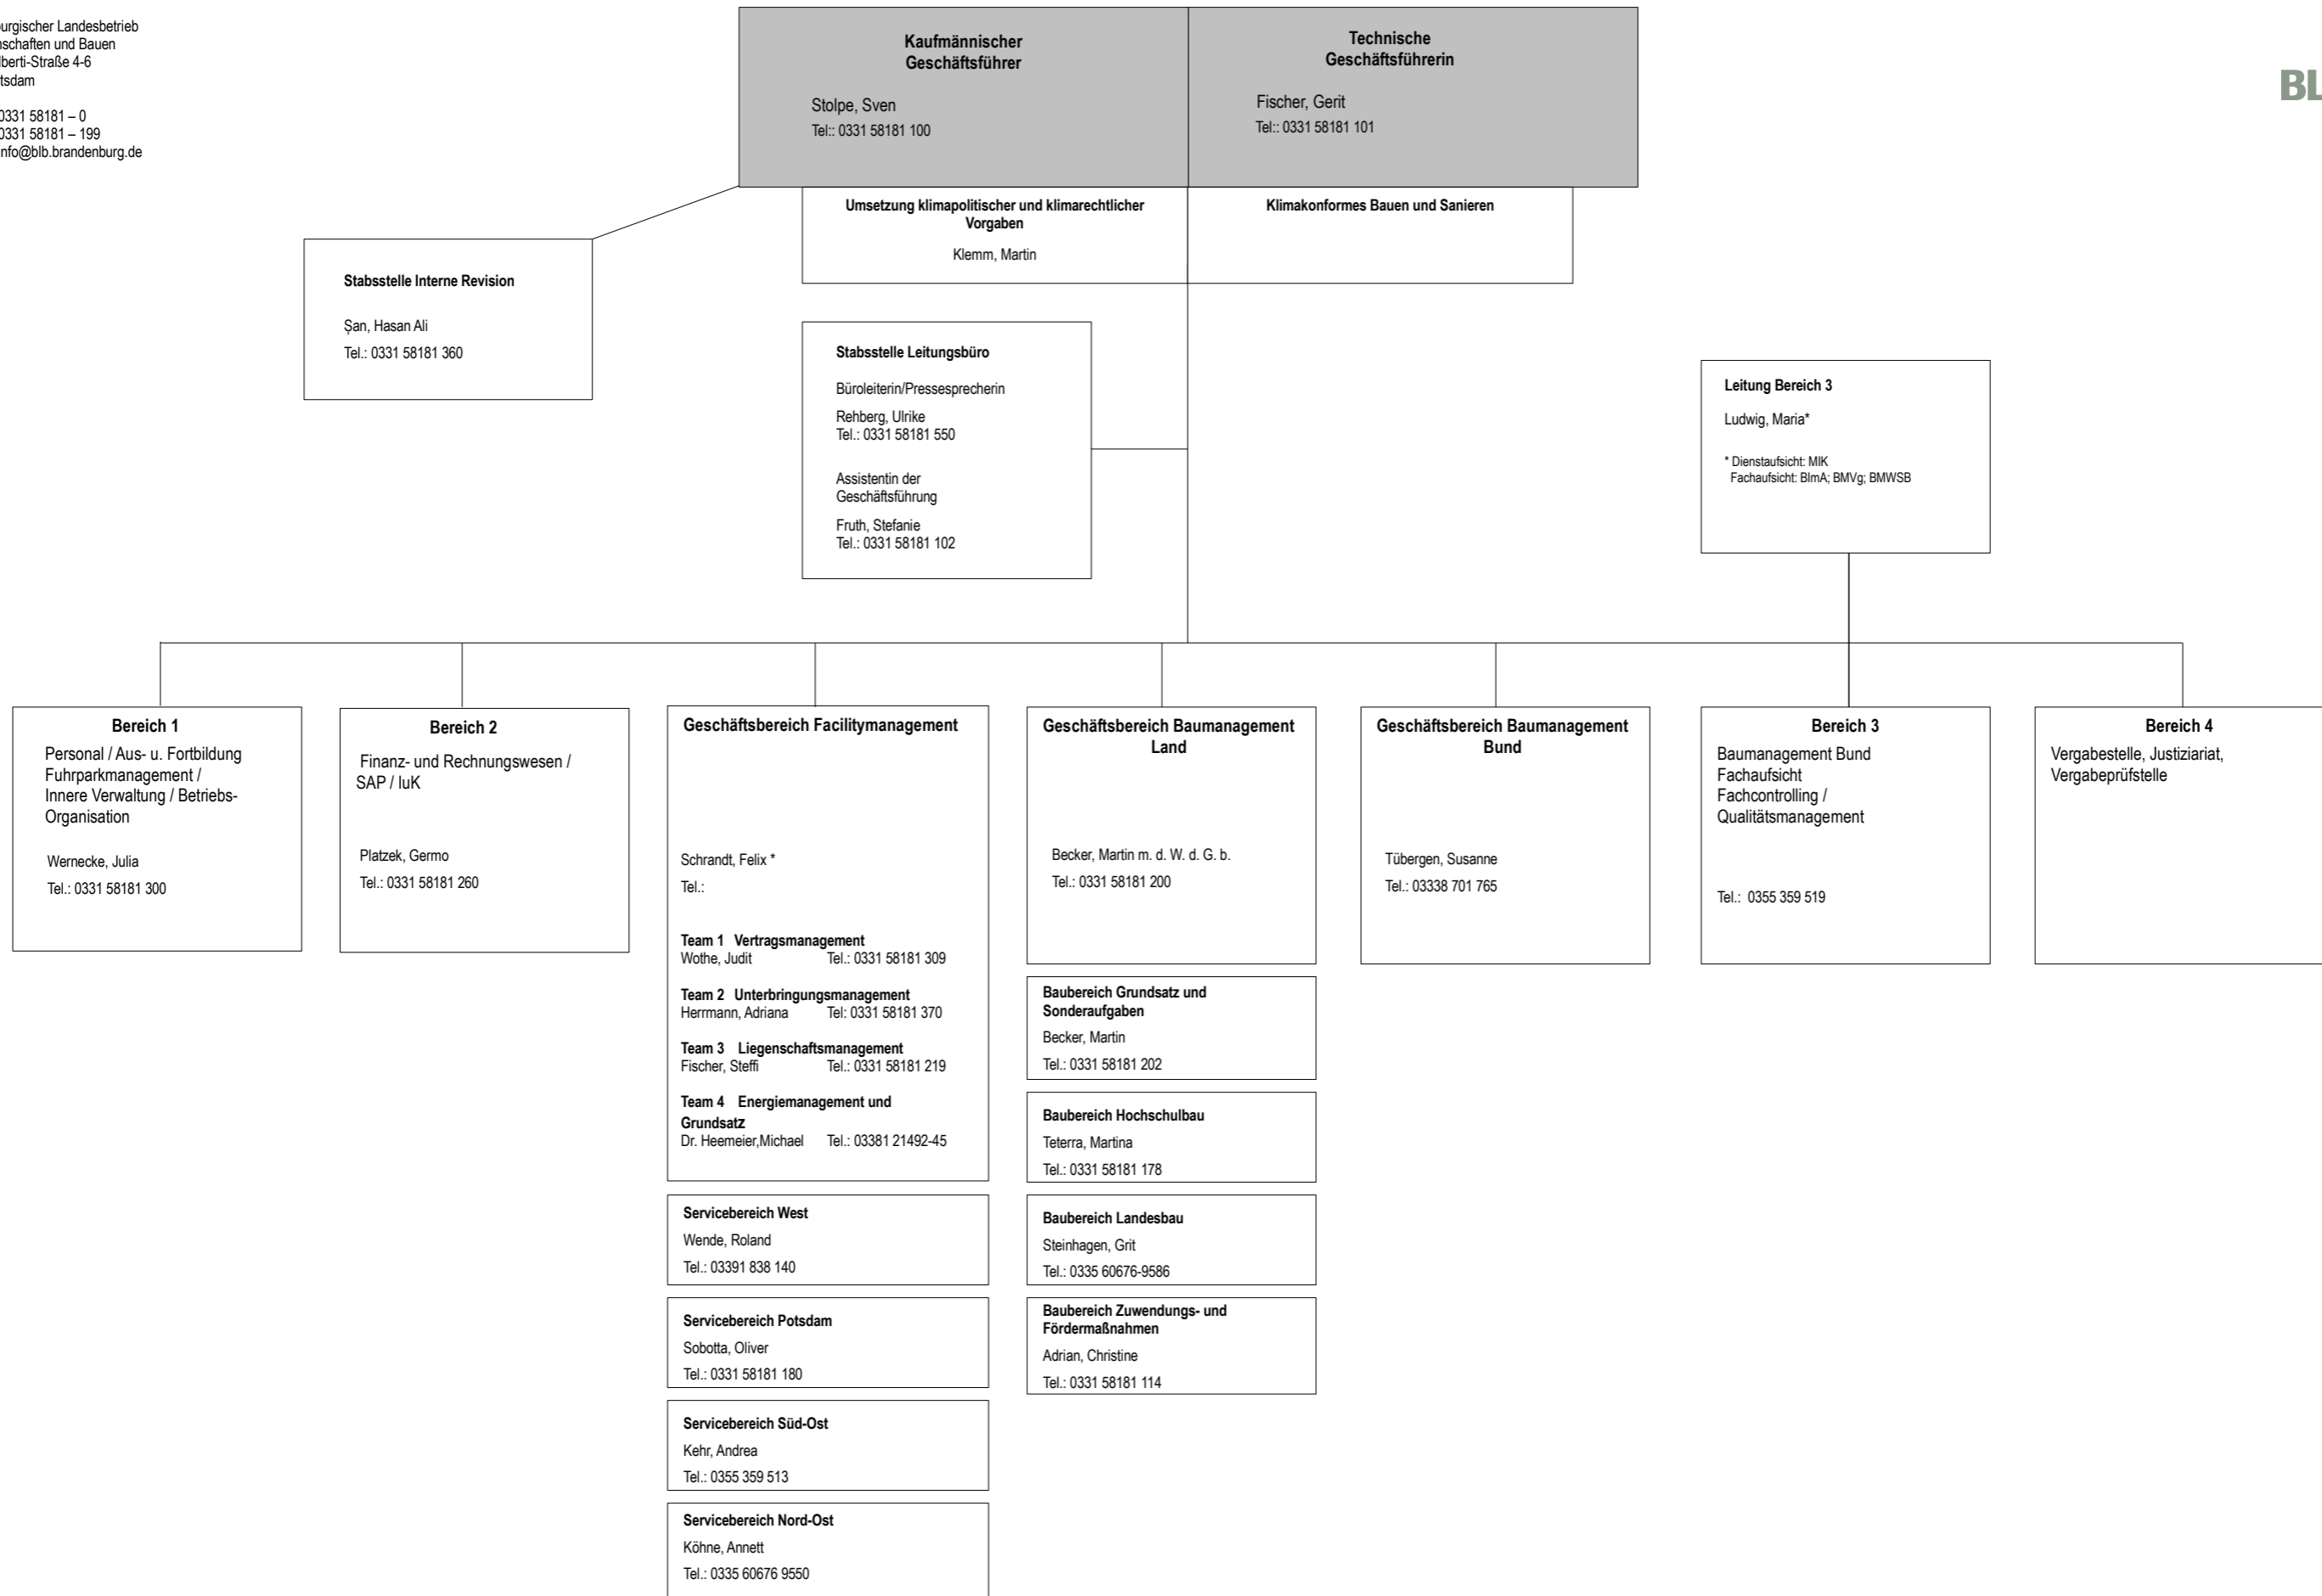 burgischer Landesbetrieb
nschaften und Bauen
lberti-Straße 4-6
tsdam
0331 58181 – 0
0331 58181 – 199
nfo@blb.brandenburg.de
Kaufmännischer
Geschäftsführer
Stolpe, Sven
Tel:: 0331 58181 100
Technische
Geschäftsführerin
Fischer, Gerit
Tel:: 0331 58181 101
BL
Umsetzung klimapolitischer und klimarechtlicher
Vorgaben
Klemm, Martin
Klimakonformes Bauen und Sanieren
Stabsstelle Interne Revision
Șan, Hasan Ali
Tel.: 0331 58181 360
Stabsstelle Leitungsbüro
Büroleiterin/Pressesprecherin
Rehberg, Ulrike
Tel.: 0331 58181 550
Assistentin der
Geschäftsführung
Fruth, Stefanie
Tel.: 0331 58181 102
Leitung Bereich 3
Ludwig, Maria*
* Dienstaufsicht: MIK
Fachaufsicht: BImA; BMVg; BMWSB
Bereich 1
Personal / Aus- u. Fortbildung
Fuhrparkmanagement /
Innere Verwaltung / Betriebs-
Organisation
Wernecke, Julia
Tel.: 0331 58181 300
Bereich 2
Finanz- und Rechnungswesen /
SAP / IuK
Platzek, Germo
Tel.: 0331 58181 260
Geschäftsbereich Facilitymanagement
Schrandt, Felix *
Tel.:
Team 1 Vertragsmanagement
Wothe, Judit Tel.: 0331 58181 309
Team 2 Unterbringungsmanagement
Herrmann, Adriana Tel: 0331 58181 370
Team 3 Liegenschaftsmanagement
Fischer, Steffi Tel.: 0331 58181 219
Team 4 Energiemanagement und
Grundsatz
Dr. Heemeier,Michael Tel.: 03381 21492-45
Servicebereich West
Wende, Roland
Tel.: 03391 838 140
Servicebereich Potsdam
Sobotta, Oliver
Tel.: 0331 58181 180
Servicebereich Süd-Ost
Kehr, Andrea
Tel.: 0355 359 513
Servicebereich Nord-Ost
Köhne, Annett
Tel.: 0335 60676 9550
Geschäftsbereich Baumanagement
Land
Becker, Martin m. d. W. d. G. b.
Tel.: 0331 58181 200
Baubereich Grundsatz und
Sonderaufgaben
Becker, Martin
Tel.: 0331 58181 202
Baubereich Hochschulbau
Teterra, Martina
Tel.: 0331 58181 178
Baubereich Landesbau
Steinhagen, Grit
Tel.: 0335 60676-9586
Baubereich Zuwendungs- und
Fördermaßnahmen
Adrian, Christine
Tel.: 0331 58181 114
Geschäftsbereich Baumanagement
Bund
Tübergen, Susanne
Tel.: 03338 701 765
Bereich 3
Baumanagement Bund
Fachaufsicht
Fachcontrolling /
Qualitätsmanagement
Tel.: 0355 359 519
Bereich 4
Vergabestelle, Justiziariat,
Vergabeprüfstelle